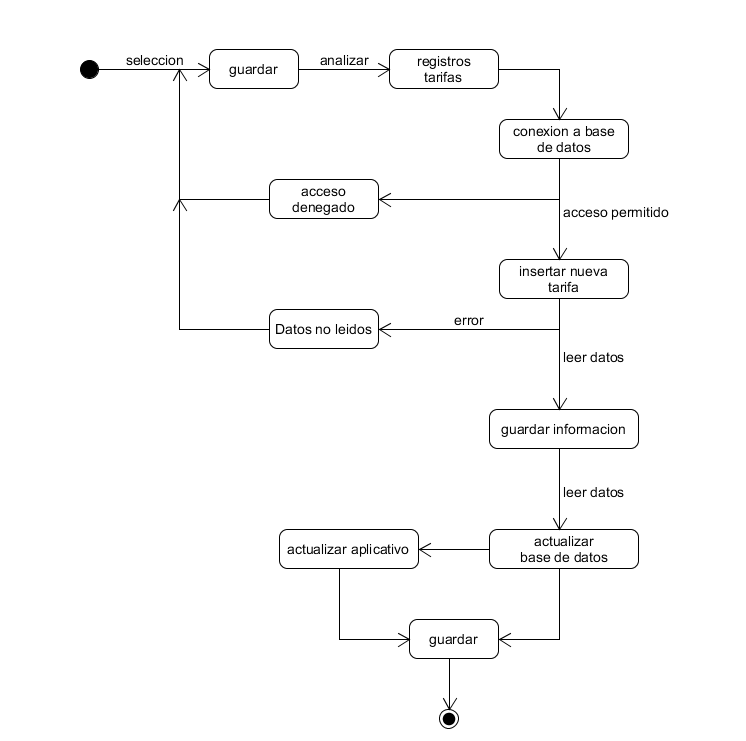 seleccion
guardar
analizar
registros
tarifas
conexion a base
de datos
acceso
denegado
acceso permitido
insertar nueva
tarifa
Datos no leidos
error
leer datos
guardar informacion
leer datos
actualizar
base de datos
actualizar aplicativo
guardar